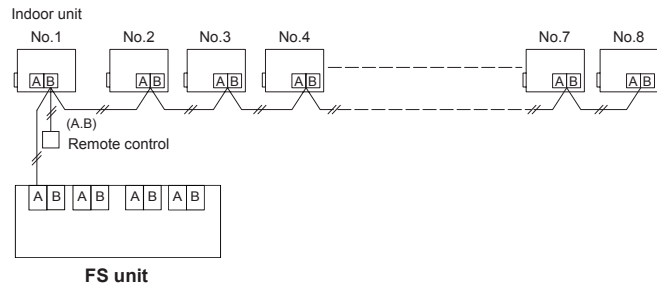 Indoor unit
No.1 No.2 No.3 No.4 No.7 No.8
A B A B A B A B A B A B
(A.B)
Remote control
A B A B A B A B
FS unit